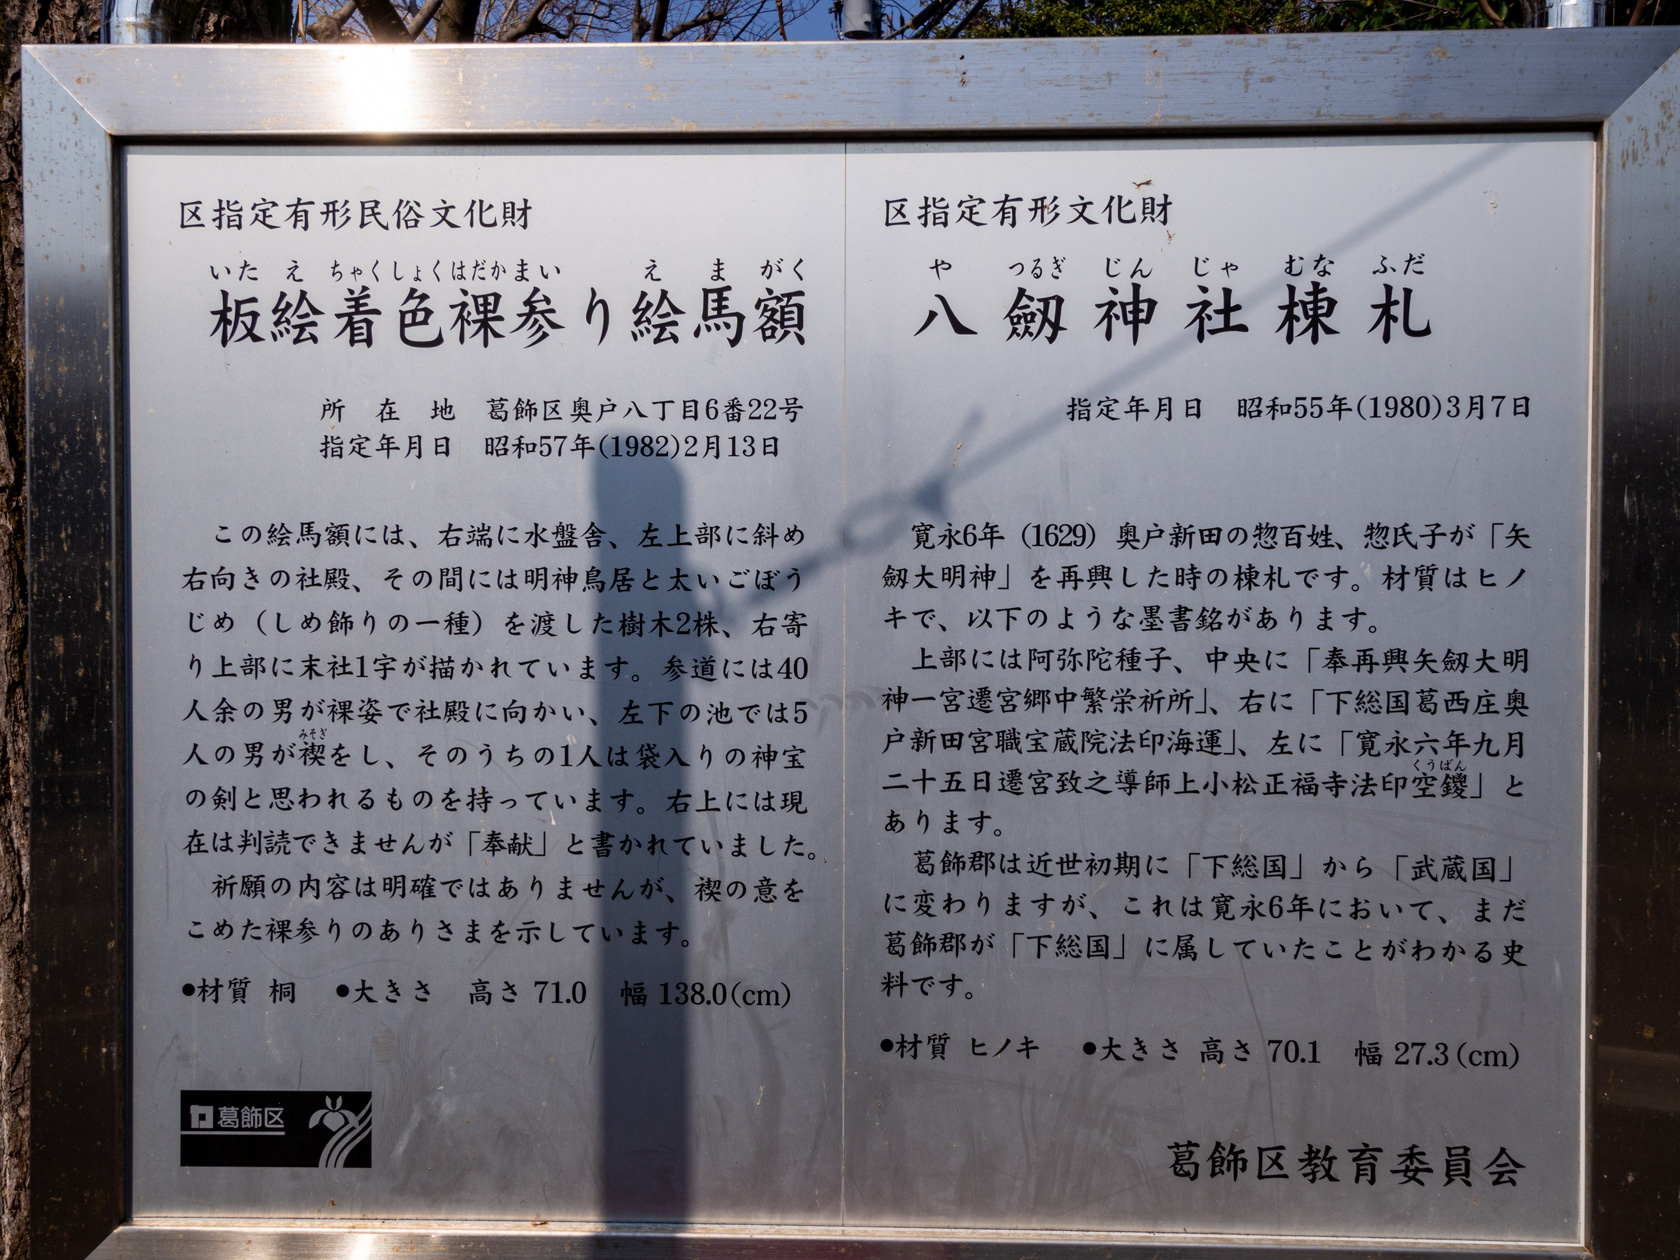 区指定有形民俗文化財
いた え ちゃくしょくはだかまい え ま がく
板絵着色裸参り絵馬額
所 在 地 葛飾区奥戸八丁目6番22号
指定年月日 昭和57年(1982)2月13日
この絵馬額には、右端に水盤舎、左上部に斜め
右向きの社殿、その間には明神鳥居と太いごぼう
じめ（しめ飾りの一種）を渡した樹木2株、右寄
り上部に末社1宇が描かれています。参道には40
人余の男が裸姿で社殿に向かい、左下の池では5
みそぎ
人の男が禊をし、そのうちの1人は袋入りの神宝
の剣と思われるものを持っています。右上には現
在は判読できませんが「奉献」と書かれていました。
祈願の内容は明確ではありませんが、禊の意を
こめた裸参りのありさまを示しています。
●材質 桐 ●大きさ 高さ 71.0 幅 138.0(cm)
葛飾区
区指定有形文化財
や つるぎ じん じゃ むな ふだ
八劔神社棟札
指定年月日 昭和55年(1980)3月7日
寛永6年（1629）奥戸新田の惣百姓、惣氏子が「矢
劔大明神」を再興した時の棟札です。材質はヒノ
キで、以下のような墨書銘があります。
上部には阿弥陀種子、中央に「奉再興矢劔大明
神一宮遷宮郷中繁栄祈所」、右に「下総国葛西庄奥
戸新田宮職宝蔵院法印海運」、左に「寛永六年九月
くうばん
二十五日遷宮致之導師上小松正福寺法印空鑁」と
あります。
葛飾郡は近世初期に「下総国」から「武蔵国」
に変わりますが、これは寛永6年において、まだ
葛飾郡が「下総国」に属していたことがわかる史
料です。
●材質 ヒノキ ●大きさ 高さ 70.1 幅 27.3(cm)
葛飾区教育委員会